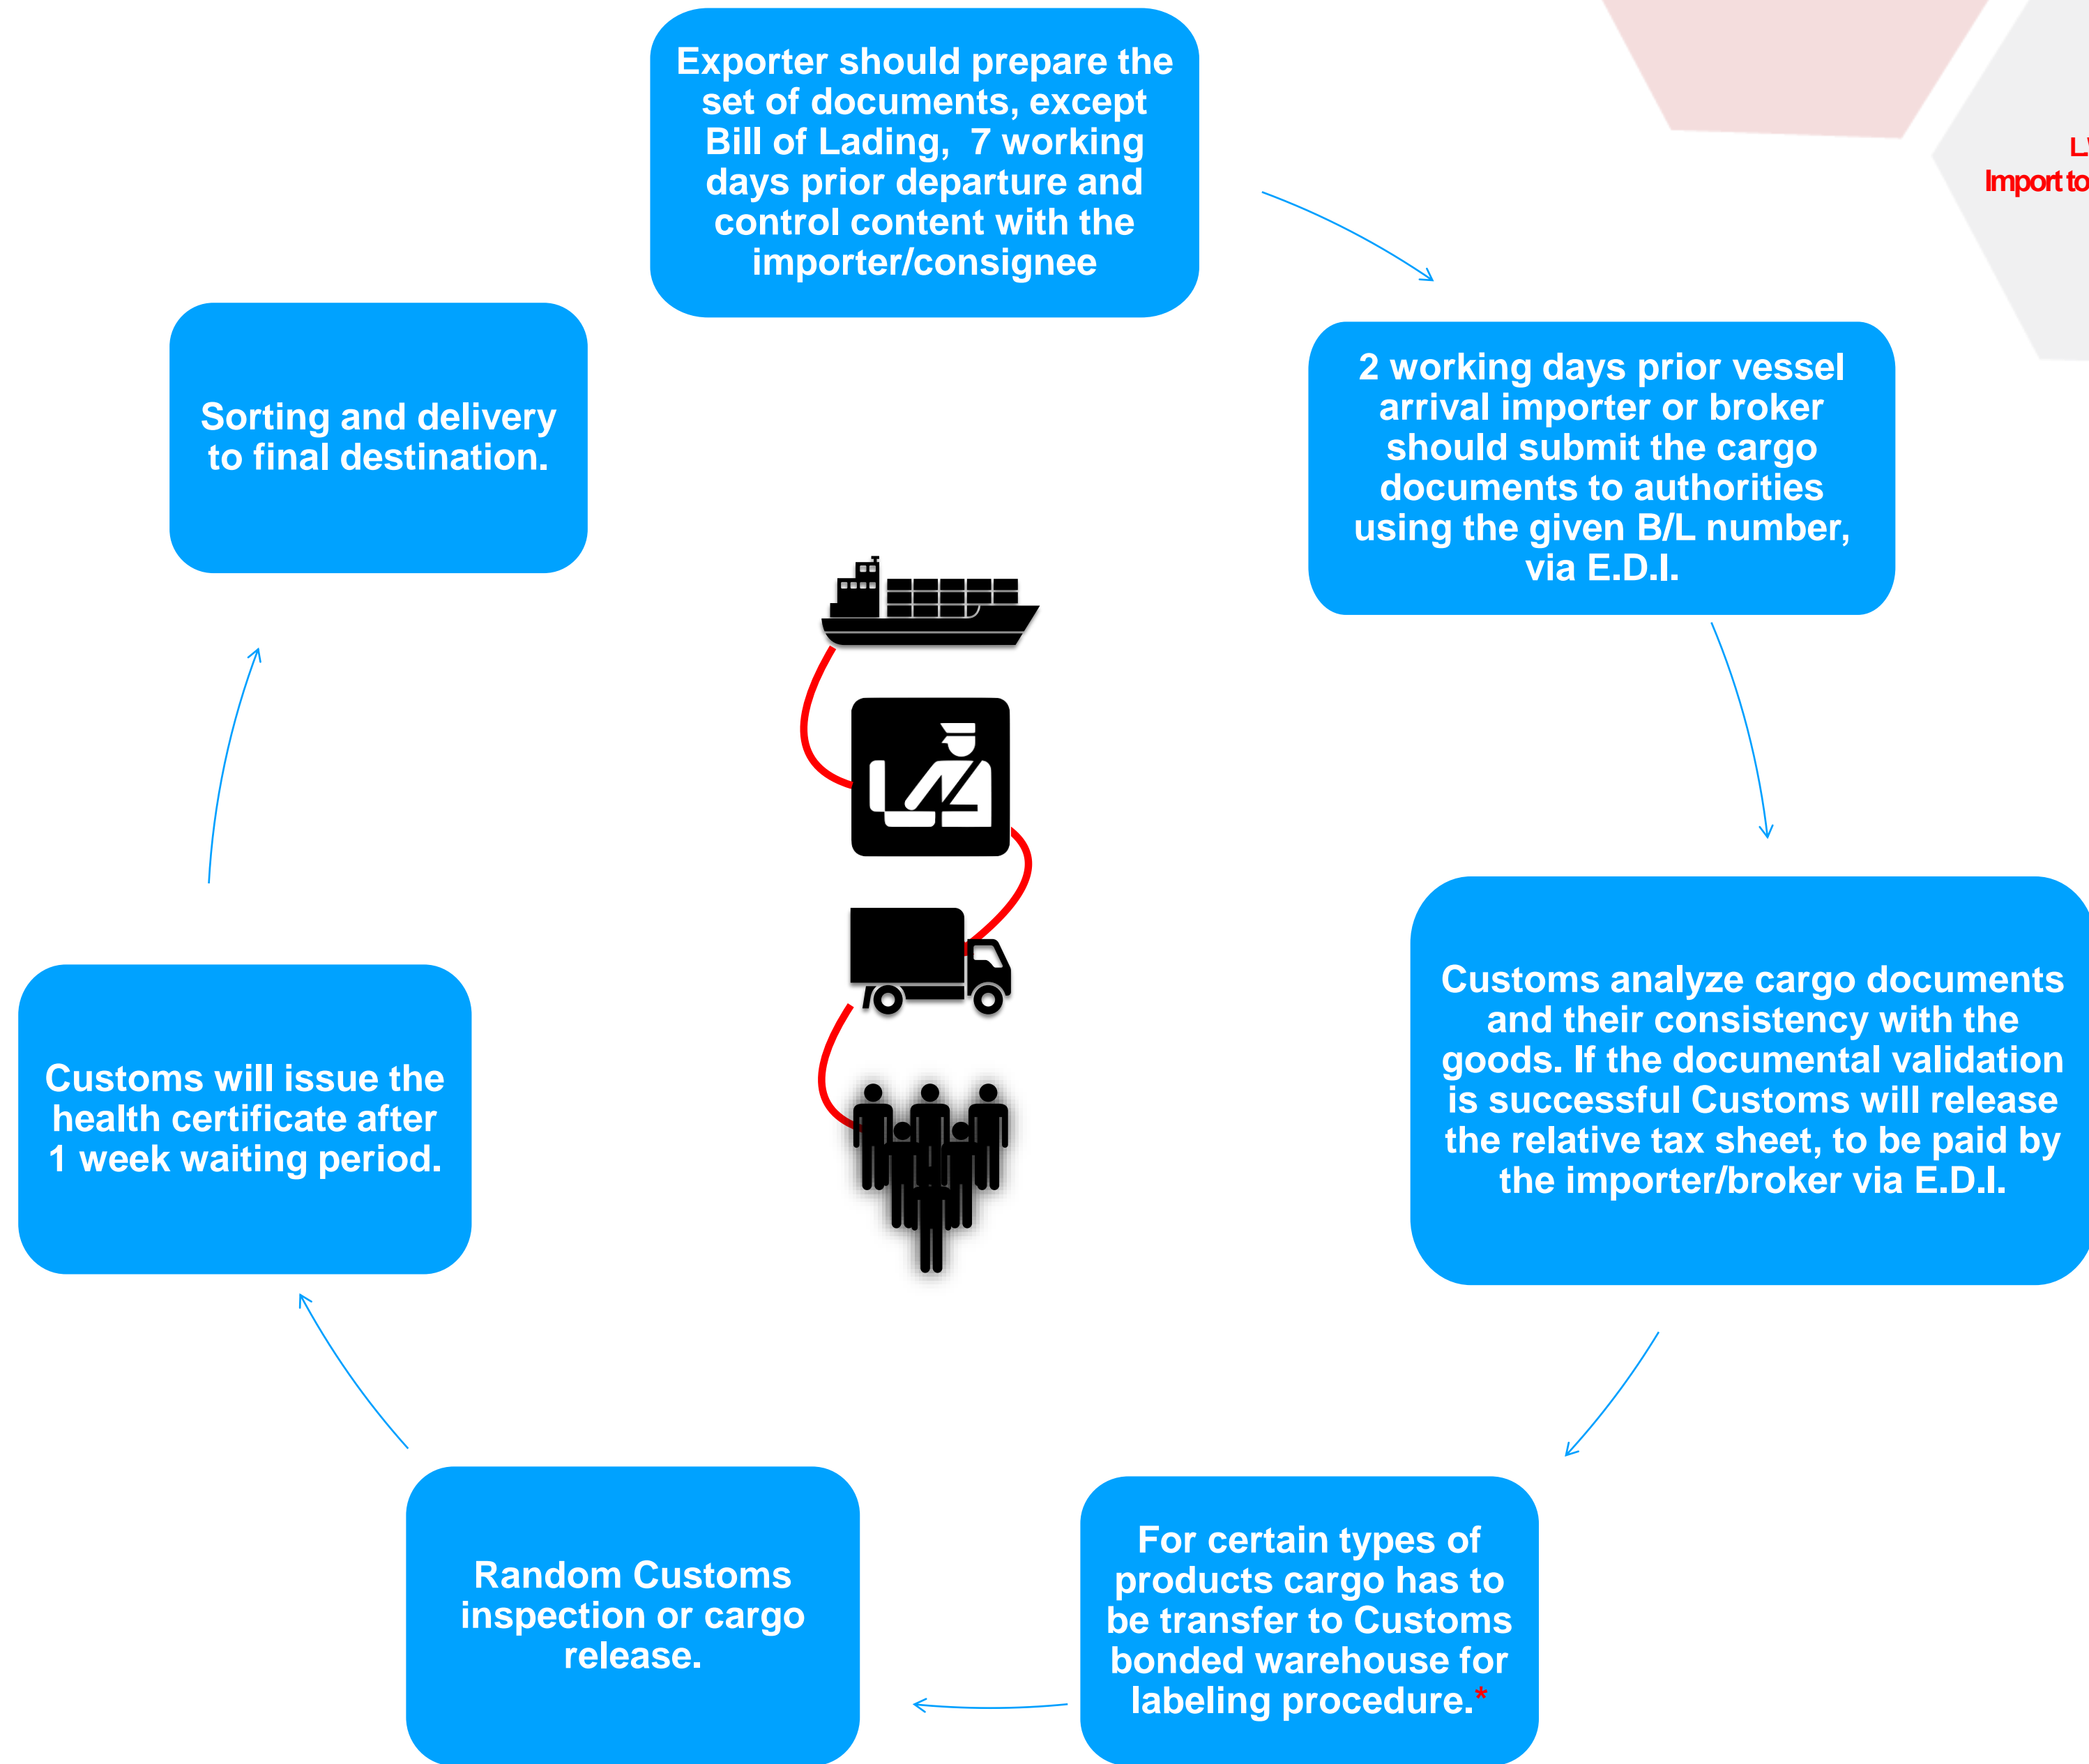 Exporter should prepare the
set of documents, except
Bill of Lading, 7 working
days prior departure and
control content with the
importer/consignee
Import to
2 working days prior vessel
arrival importer or broker
should submit the cargo
documents to authorities
using the given B/L number,
via E.D.I.
Customs analyze cargo documents
and their consistency with the
goods. If the documental validation
is successful Customs will release
the relative tax sheet, to be paid by
the importer/broker via E.D.I.
For certain types of
products cargo has to
be transfer to Customs
bonded warehouse for
labeling procedure.*
Random Customs
inspection or cargo
release.
Customs will issue the
health certificate after
1 week waiting period.
Sorting and delivery
to final destination.